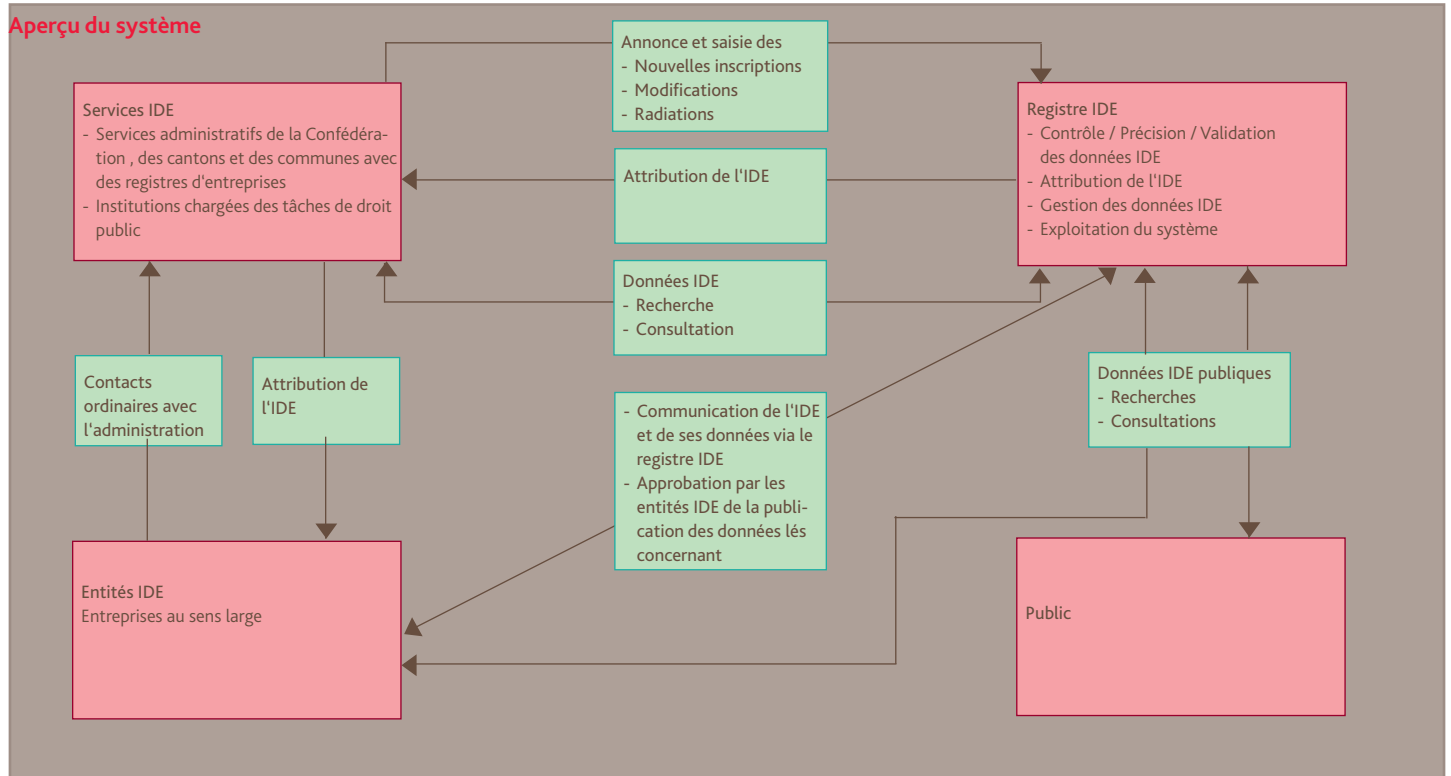 Aperçu du système
Annonce et saisie des
- Nouvelles inscriptions
- Modifications
- Radiations
Services IDE
- Services administratifs de la Confédéra-
tion , des cantons et des communes avec
des registres d'entreprises
- Institutions chargées des tâches de droit
public
Registre IDE
- Contrôle / Précision / Validation
des données IDE
- Attribution de l'IDE
- Gestion des données IDE
- Exploitation du système
Attribution de l'IDE
Données IDE
- Recherche
- Consultation
Contacts
ordinaires avec
l'administration
Attribution de
l'IDE
- Communication de l'IDE
et de ses données via le
registre IDE
- Approbation par les
entités IDE de la publi-
cation des données lés
concernant
Données IDE publiques
- Recherches
- Consultations
Entités IDE
Entreprises au sens large
Public